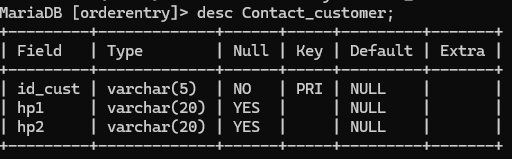 MariaDB [orderentry]> desc Contact_customer;
+---------+-------------+------+-----+---------+-------+
| Field   | Type        | Null | Key | Default | Extra |
+---------+-------------+------+-----+---------+-------+
| id_cust | varchar(5)  | NO   | PRI | NULL    |       |
| hp1     | varchar(20) | YES  |     | NULL    |       |
| hp2     | varchar(20) | YES  |     | NULL    |       |
+---------+-------------+------+-----+---------+-------+